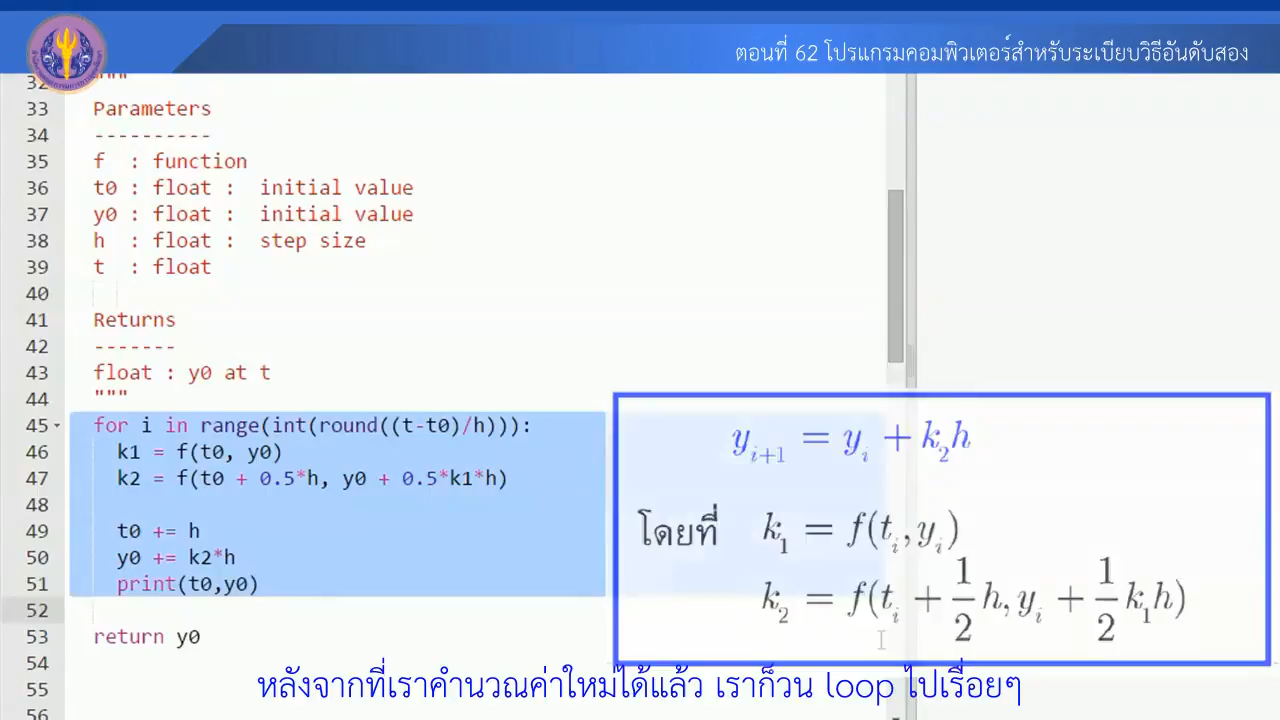 ตอนที่ 62 โปรแกรมคอมพิวเตอร์สำหรับระเบียบวิธีอันดับสอง
32 """
33 Parameters
34 ----------
35 f : function
36 t0 : float : initial value
37 y0 : float : initial value
38 h : float : step size
39 t : float
40
41 Returns
42 -------
43 float : y0 at t
44 """
45 for i in range(int(round((t-t0)/h))):
46 k1 = f(t0, y0)
47 k2 = f(t0 + 0.5*h, y0 + 0.5*k1*h)
48
49 t0 += h
50 y0 += k2*h
51 print(t0,y0)
52
53 return y0
54
55
56
y_{i+1} = y_i + k_2h
โดยที่ k_1 = f(t_i, y_i)
k_2 = f(t_i + \frac{1}{2}h, y_i + \frac{1}{2}k_1h)
หลังจากที่เราคำนวณค่าใหม่ได้แล้ว เราก็วน loop ไปเรื่อยๆ